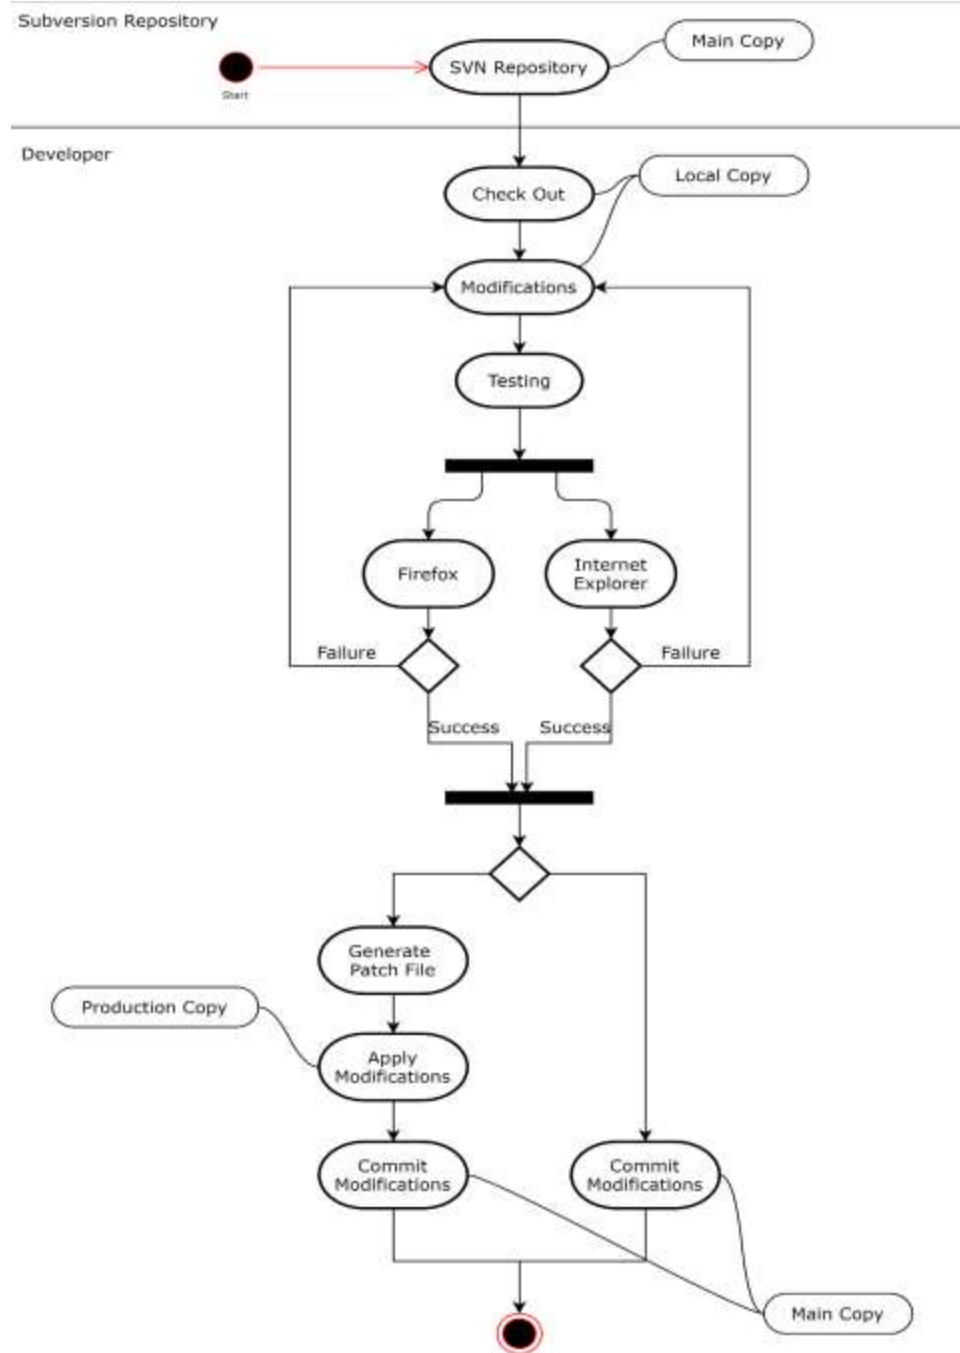 Subversion Repository
Main Copy
SVN Repository
Start
Developer
Local Copy
Check Out
Modifications
Testing
Firefox
Internet
Explorer
Failure
Failure
Success
Success
Generate
Patch File
Production Copy
Apply
Modifications
Commit
Modifications
Commit
Modifications
Main Copy